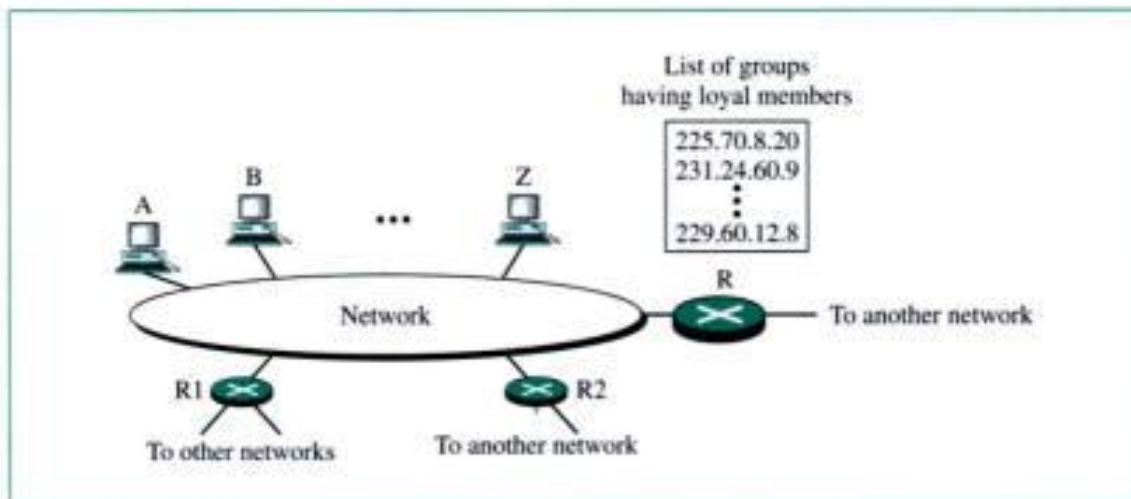 List of groups
having loyal members
225.70.8.20
231.24.60.9
229.60.12.8
A
B
...
Z
R
Network
To another network
R1
R2
To other networks
To another network